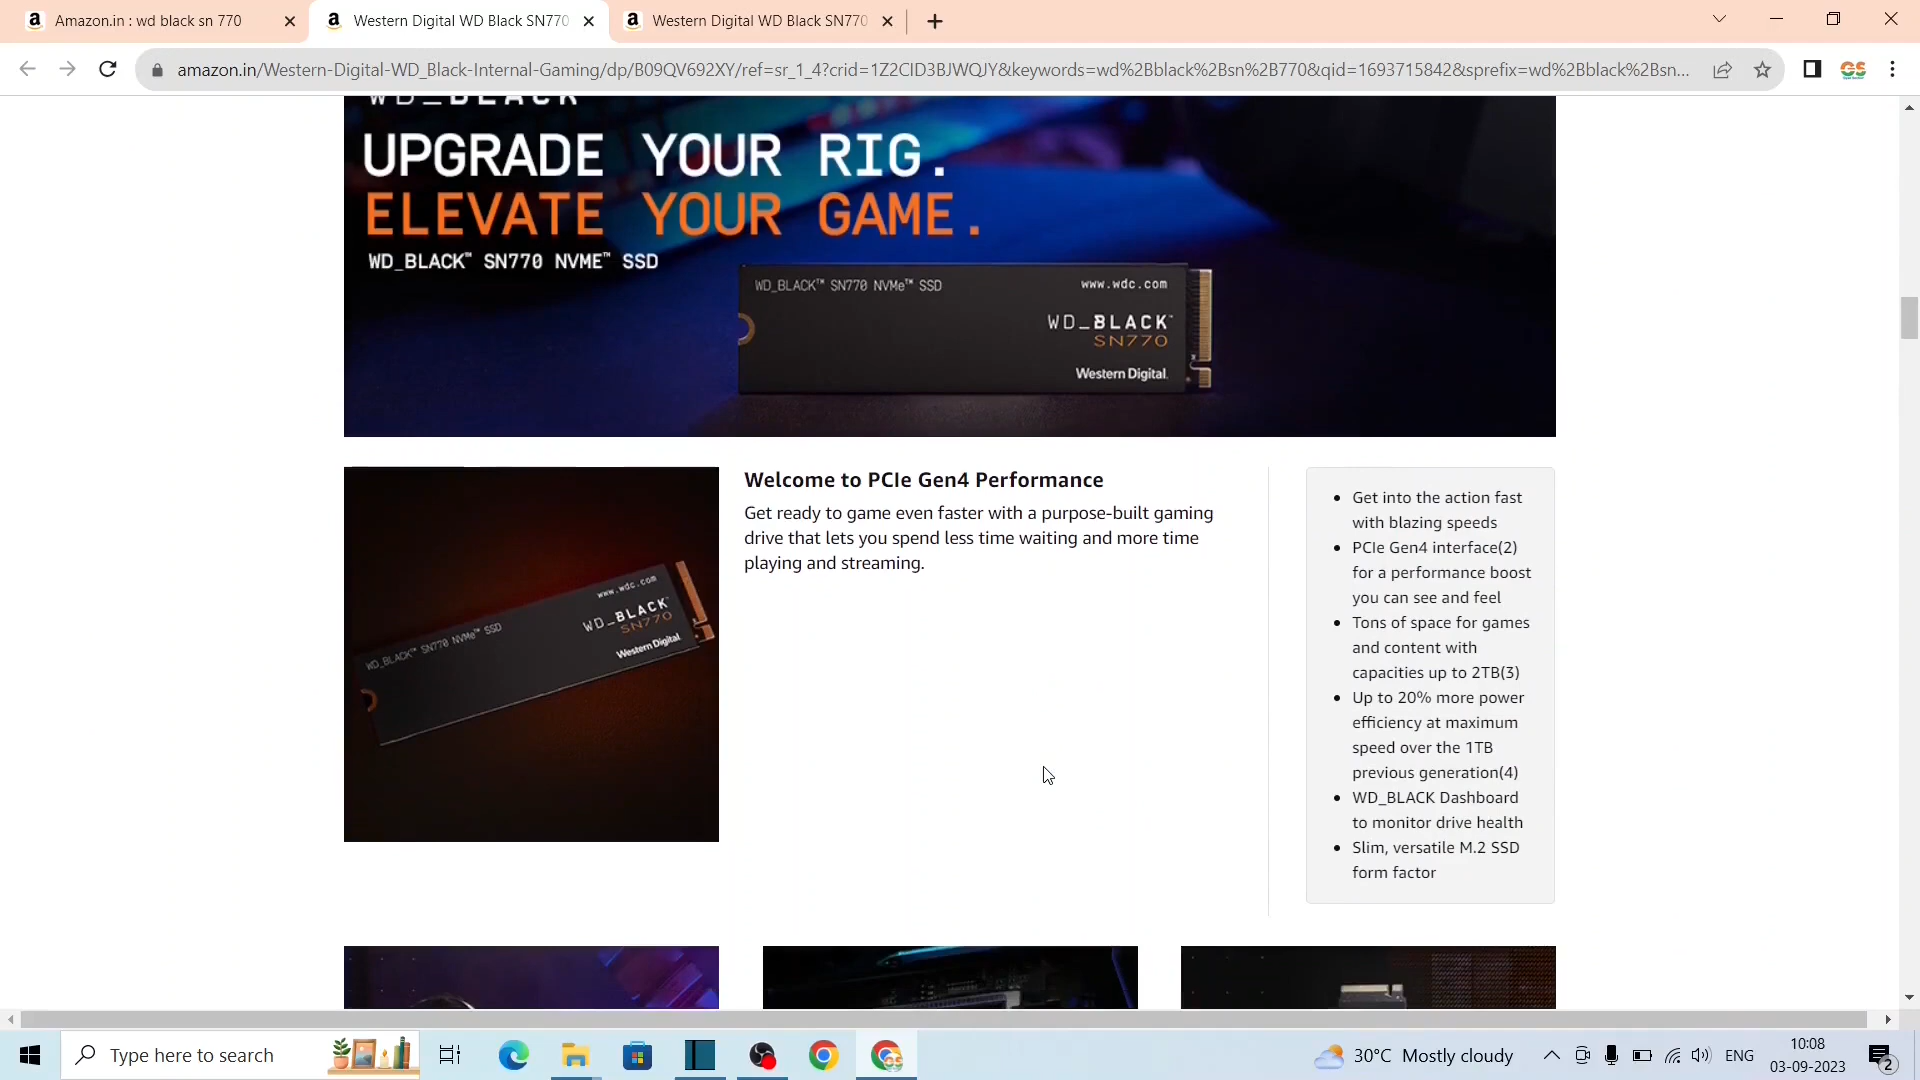 Amazon.in : wd black sn 770
Western Digital WD Black SN770
Western Digital WD Black SN770
amazon.in/Western-Digital-WD_Black-Internal-Gaming/dp/B09QV692XY/ref=sr_1_4?crid=1Z2CID3BJWQJY&keywords=wd%2Bblack%2Bsn%2B770&qid=1693715842&sprefix=wd%2Bblack%2Bsn...
GS
WD_BLACK
UPGRADE YOUR RIG.
ELEVATE YOUR GAME.
WD_BLACK™ SN770 NVME™ SSD
WD_BLACK™ SN770 NVMe™ SSD
www.wdc.com
WD_BLACK™
SN770
Western Digital.
www.wdc.com
WD_BLACK™
SN770
WD_BLACK™ SN770 NVMe™ SSD
Western Digital.
Welcome to PCIe Gen4 Performance
Get ready to game even faster with a purpose-built gaming
drive that lets you spend less time waiting and more time
playing and streaming.
• Get into the action fast
with blazing speeds
• PCIe Gen4 interface(2)
for a performance boost
you can see and feel
• Tons of space for games
and content with
capacities up to 2TB(3)
• Up to 20% more power
efficiency at maximum
speed over the 1TB
previous generation(4)
• WD_BLACK Dashboard
to monitor drive health
• Slim, versatile M.2 SSD
form factor
Type here to search
30°C Mostly cloudy
ENG
10:08
03-09-2023
2